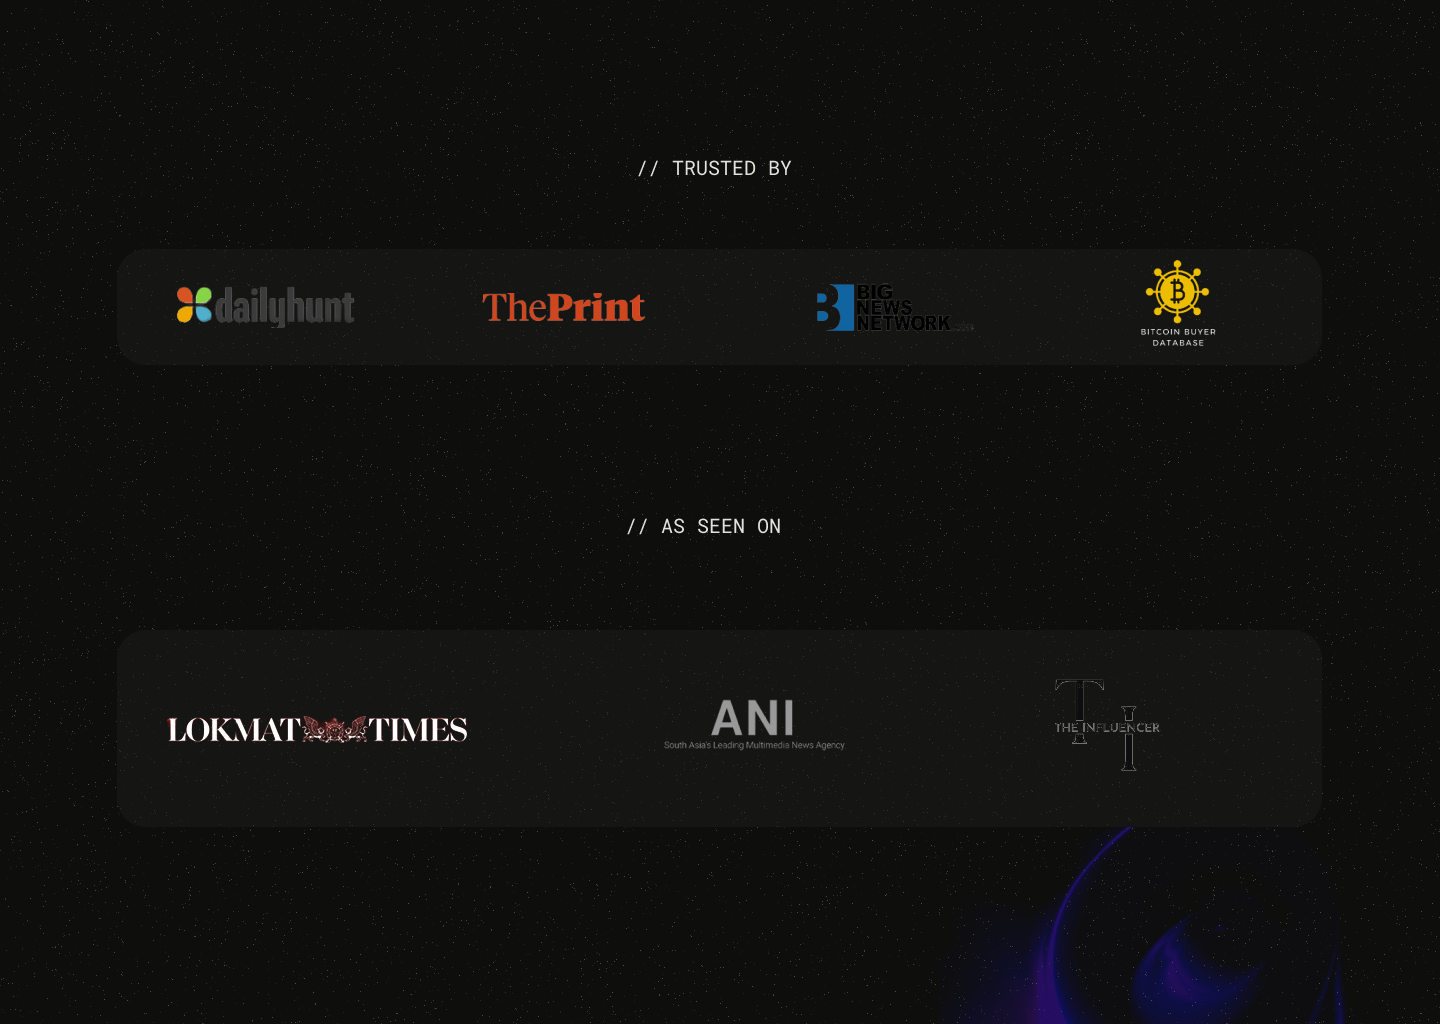 // TRUSTED BY
dailyhunt
ThePrint
BIG
NEWS
NETWORK
BITCOIN BUYER
DATABASE
// AS SEEN ON
LOKMAT TIMES
ANI
South Asia's Leading Multimedia News Agency
TI
THE INFLUENCER